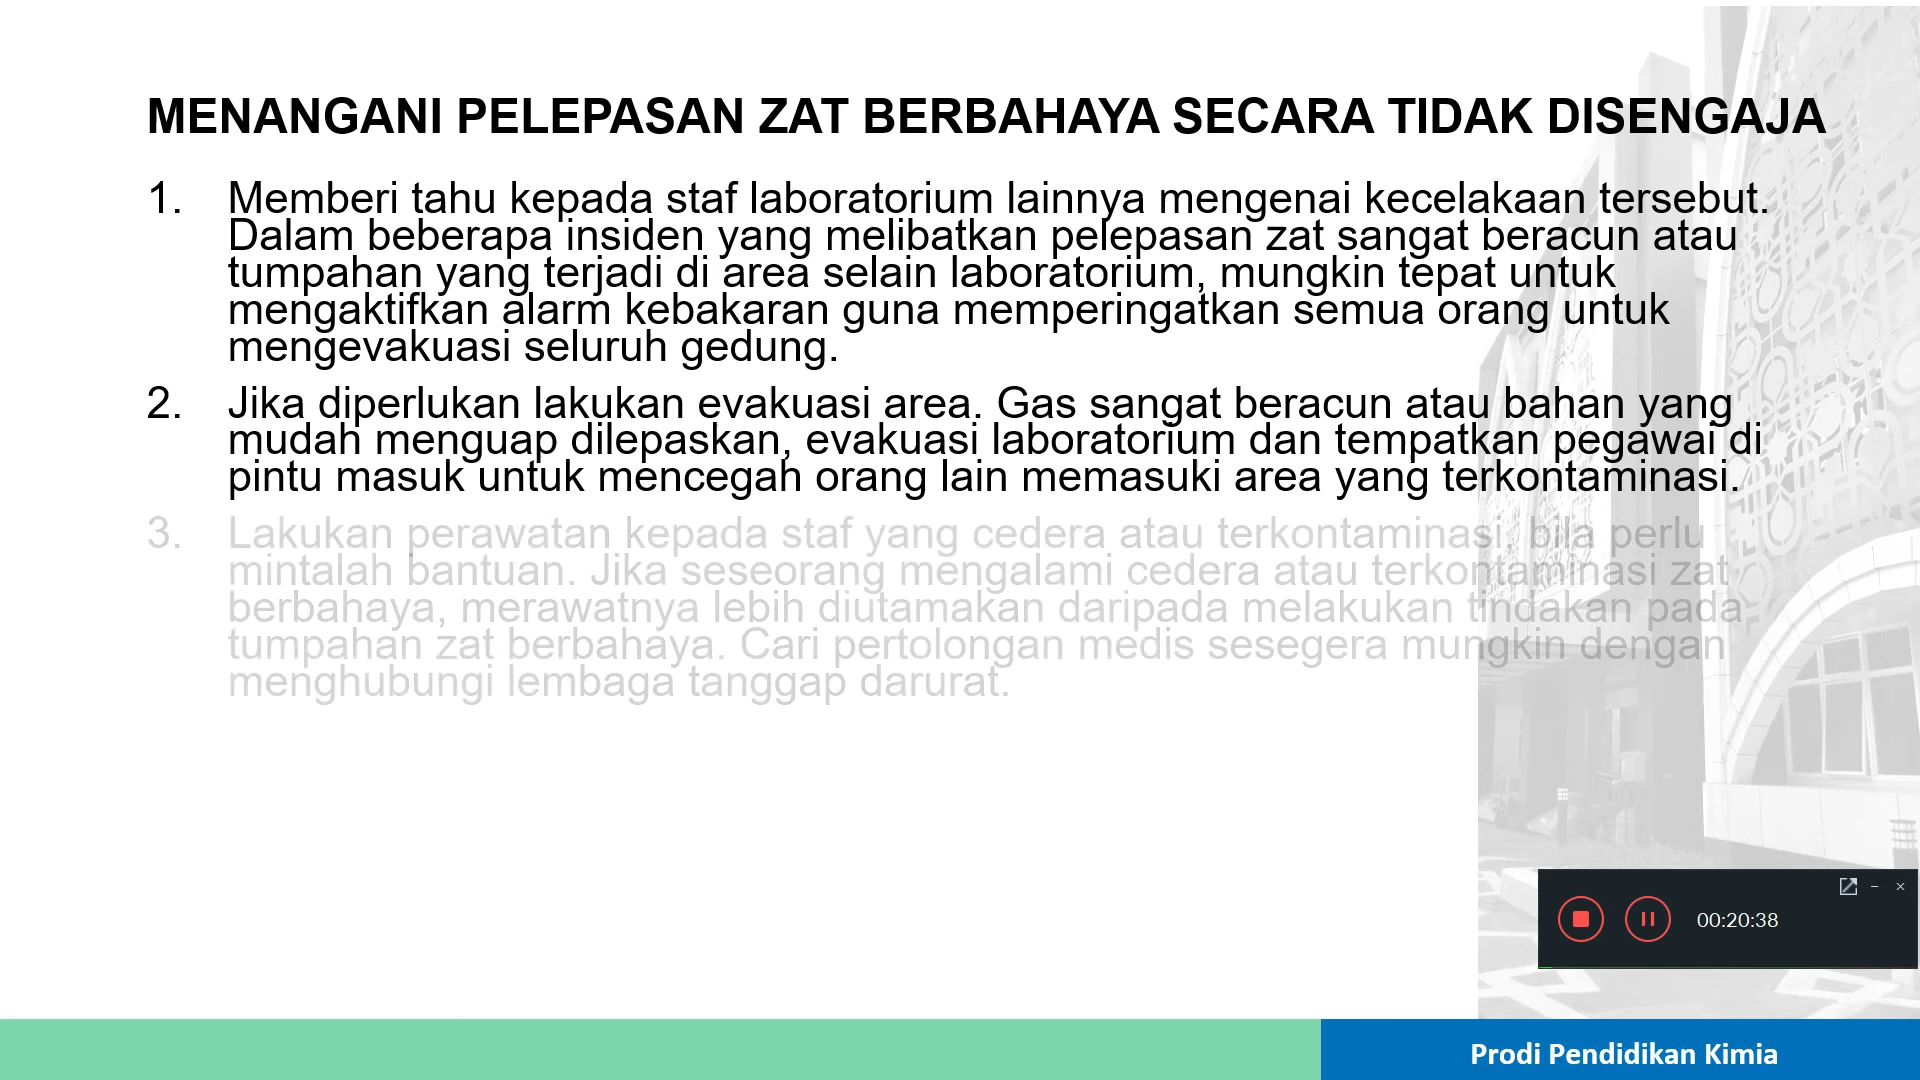 MENANGANI PELEPASAN ZAT BERBAHAYA SECARA TIDAK DISENGAJA
1. Memberi tahu kepada staf laboratorium lainnya mengenai kecelakaan tersebut.
Dalam beberapa insiden yang melibatkan pelepasan zat sangat beracun atau
tumpahan yang terjadi di area selain laboratorium, mungkin tepat untuk
mengaktifkan alarm kebakaran guna memperingatkan semua orang untuk
mengevakuasi seluruh gedung.
2. Jika diperlukan lakukan evakuasi area. Gas sangat beracun atau bahan yang
mudah menguap dilepaskan, evakuasi laboratorium dan tempatkan pegawai di
pintu masuk untuk mencegah orang lain memasuki area yang terkontaminasi.
3. Lakukan perawatan kepada staf yang cedera atau terkontaminasi, bila perlu
mintalah bantuan. Jika seseorang mengalami cedera atau terkontaminasi zat
berbahaya, merawatnya lebih diutamakan daripada melakukan tindakan pada
tumpahan zat berbahaya. Cari pertolongan medis sesegera mungkin dengan
menghubungi lembaga tanggap darurat.
00:20:38
Prodi Pendidikan Kimia